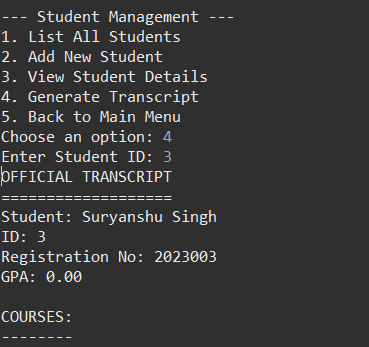 --- Student Management ---
1. List All Students
2. Add New Student
3. View Student Details
4. Generate Transcript
5. Back to Main Menu
Choose an option: 4
Enter Student ID: 3
OFFICIAL TRANSCRIPT
===================
Student: Suryanshu Singh
ID: 3
Registration No: 2023003
GPA: 0.00

COURSES:
--------